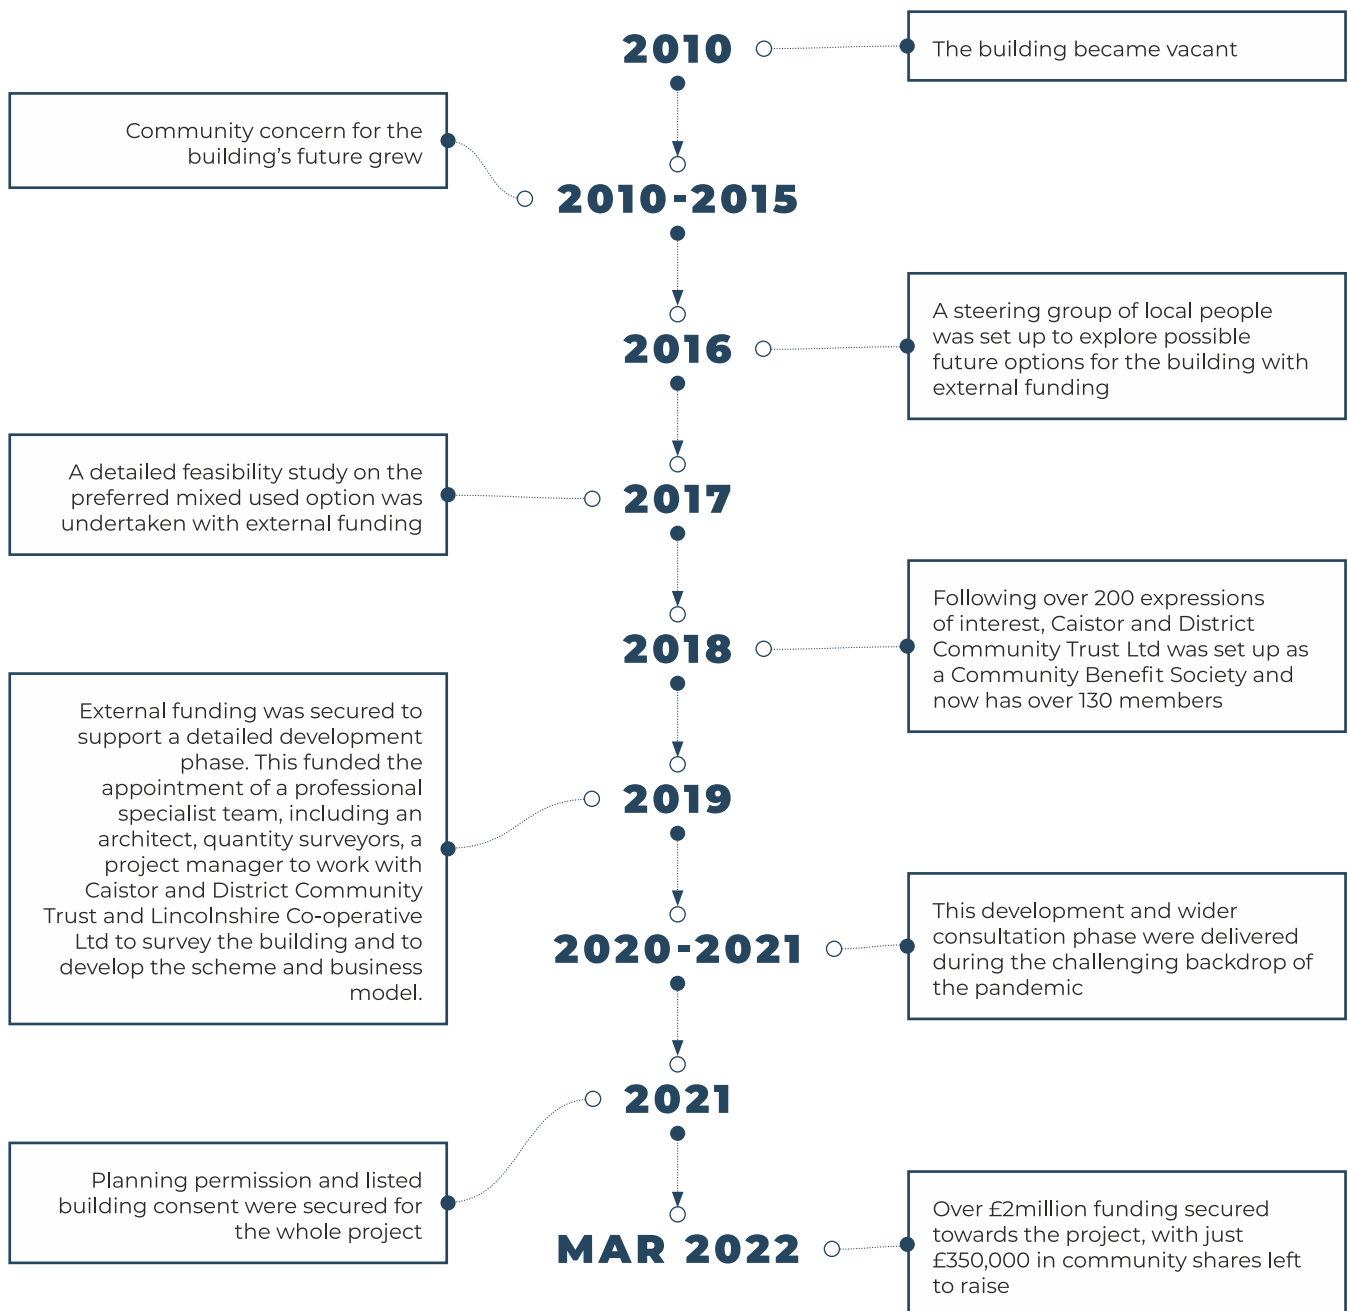 2010
The building became vacant
Community concern for the
building's future grew
2010-2015
2016
A steering group of local people
was set up to explore possible
future options for the building with
external funding
A detailed feasibility study on the
preferred mixed used option was
undertaken with external funding
2017
2018
Following over 200 expressions
of interest, Caistor and District
Community Trust Ltd was set up as
a Community Benefit Society and
now has over 130 members
External funding was secured to
support a detailed development
phase. This funded the
appointment of a professional
specialist team, including an
architect, quantity surveyors, a
project manager to work with
Caistor and District Community
Trust and Lincolnshire Co-operative
Ltd to survey the building and to
develop the scheme and business
model.
2019
2020-2021
This development and wider
consultation phase were delivered
during the challenging backdrop of
the pandemic
2021
Planning permission and listed
building consent were secured for
the whole project
MAR 2022
Over £2million funding secured
towards the project, with just
£350,000 in community shares left
to raise